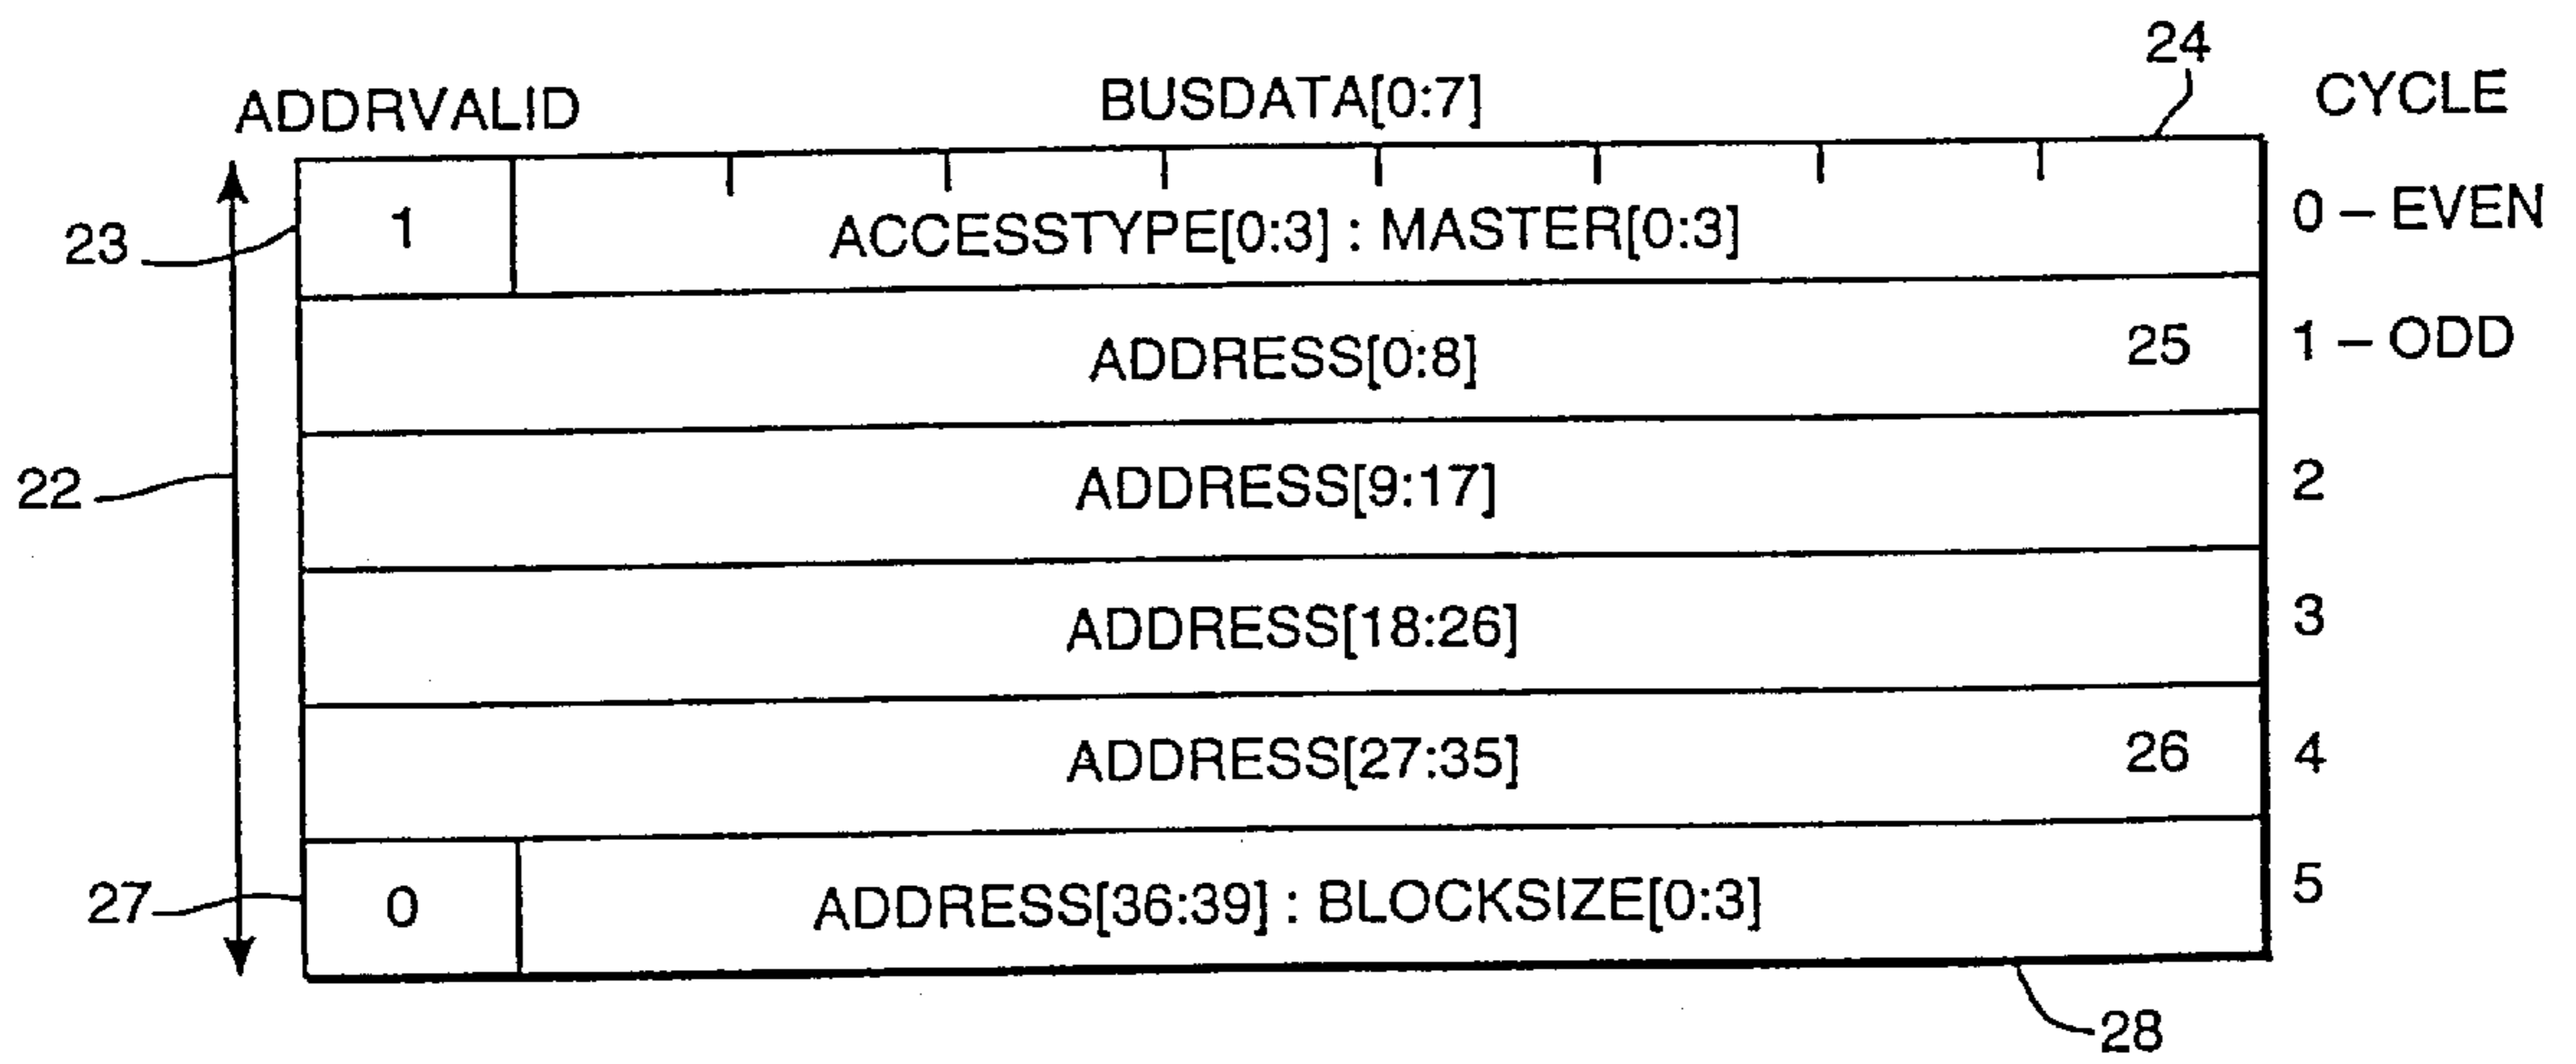 24
ADDRVALID BUSDATA[0:7] CYCLE
23 1 ACCESSTYPE[0:3] : MASTER[0:3] 0 – EVEN
ADDRESS[0:8] 25 1 – ODD
22 ADDRESS[9:17] 2
ADDRESS[18:26] 3
ADDRESS[27:35] 26 4
27 0 ADDRESS[36:39] : BLOCKSIZE[0:3] 5
28